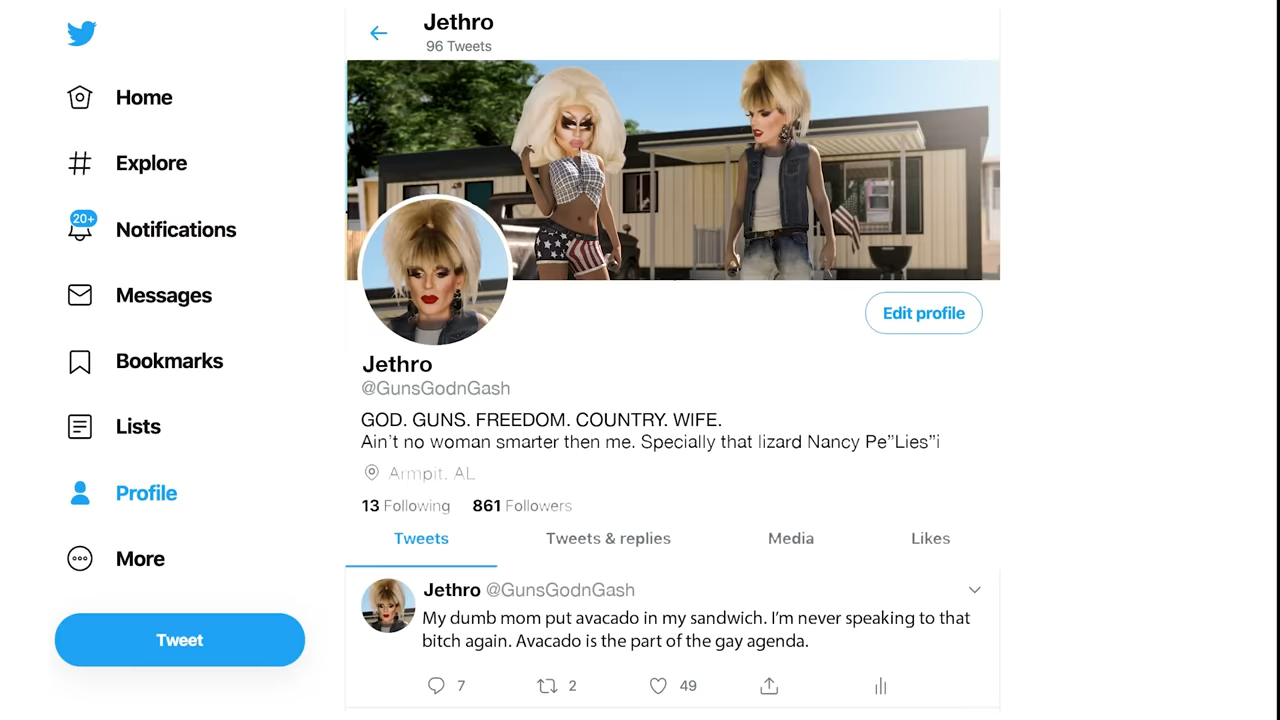 Jethro
96 Tweets
Home
Explore
20+
Notifications
Messages
Bookmarks
Lists
Profile
More
Tweet
Edit profile
Jethro
@GunsGodnGash
GOD. GUNS. FREEDOM. COUNTRY. WIFE.
Ain't no woman smarter then me. Specially that lizard Nancy Pe”Lies”i
Armpit. AL
13 Following 861 Followers
Tweets Tweets & replies Media Likes
Jethro @GunsGodnGash
My dumb mom put avacado in my sandwich. I'm never speaking to that
bitch again. Avacado is the part of the gay agenda.
7 2 49